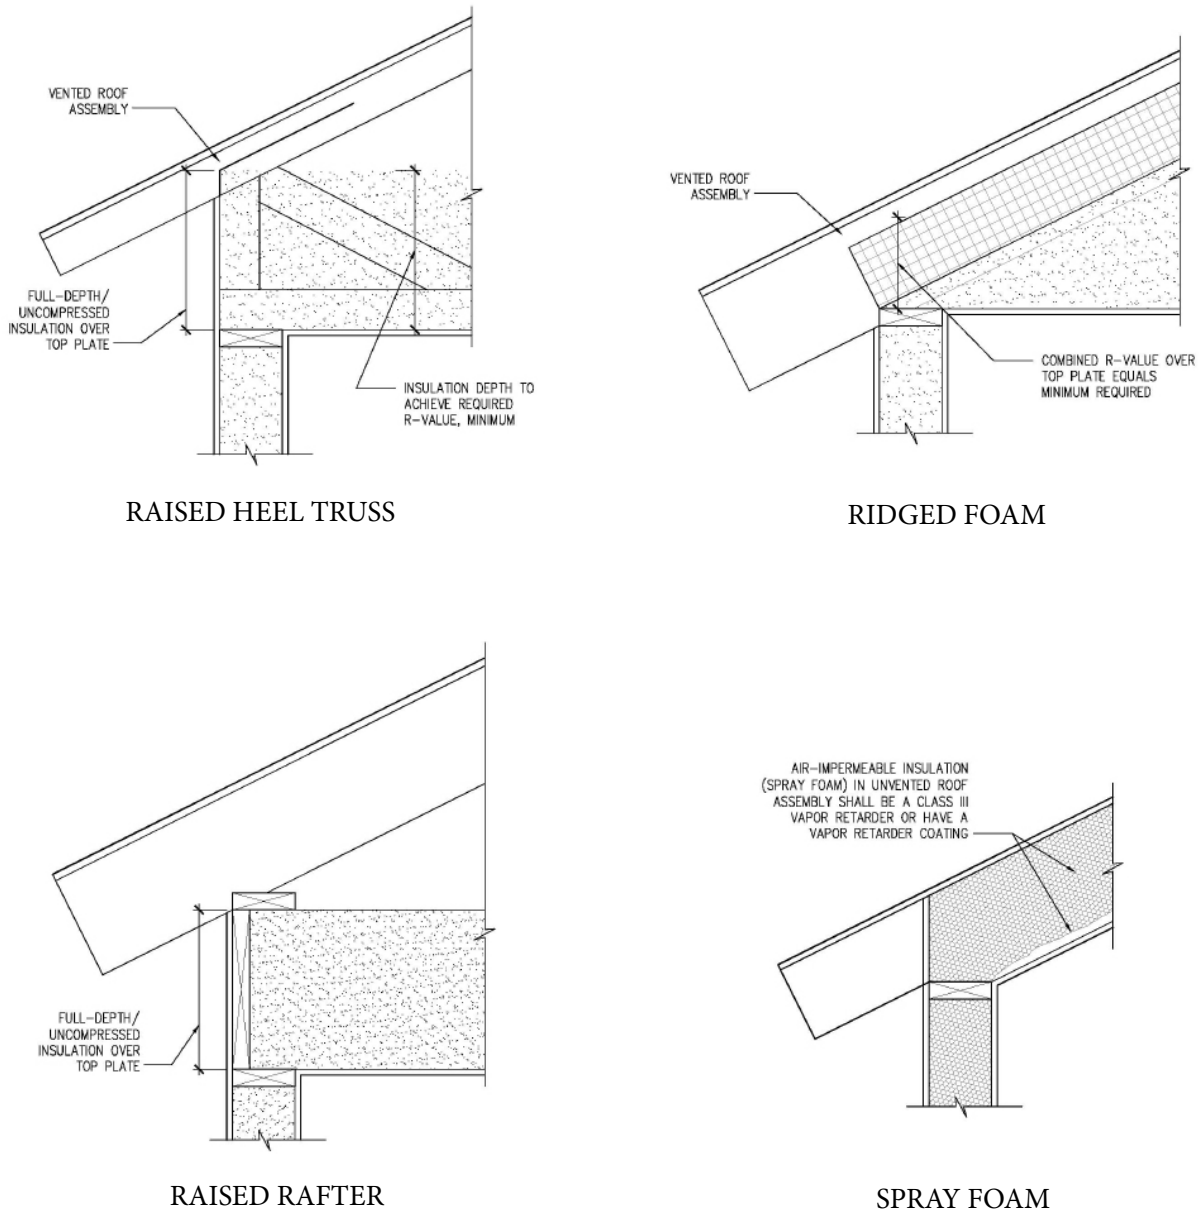 VENTED ROOF
ASSEMBLY
FULL-DEPTH/
UNCOMPRESSED
INSULATION OVER
TOP PLATE
INSULATION DEPTH TO
ACHIEVE REQUIRED
R-VALUE, MINIMUM
RAISED HEEL TRUSS
VENTED ROOF
ASSEMBLY
COMBINED R-VALUE OVER
TOP PLATE EQUALS
MINIMUM REQUIRED
RIDGED FOAM
FULL-DEPTH/
UNCOMPRESSED
INSULATION OVER
TOP PLATE
RAISED RAFTER
AIR-IMPERMEABLE INSULATION
(SPRAY FOAM) IN UNVENTED ROOF
ASSEMBLY SHALL BE A CLASS III
VAPOR RETARDER OR HAVE A
VAPOR RETARDER COATING
SPRAY FOAM